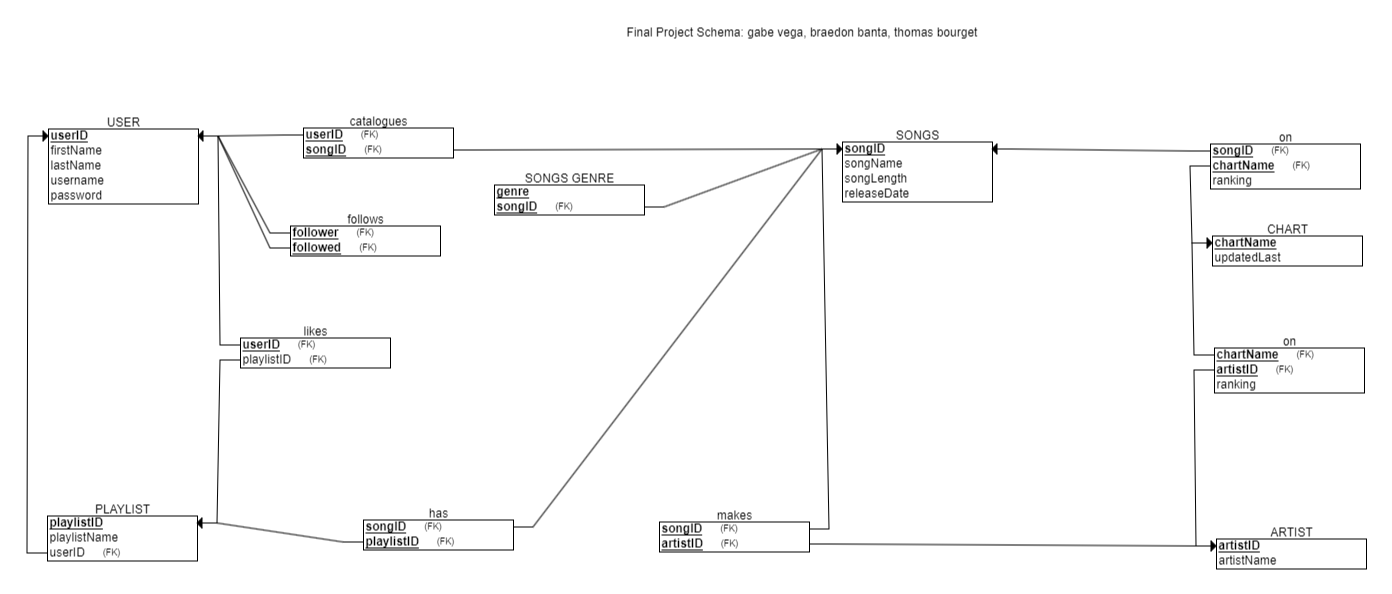 Final Project Schema: gabe vega, braedon banta, thomas bourget
USER
userID
firstName
lastName
username
password
catalogues
userID (FK)
songID (FK)
SONGS GENRE
genre
songID (FK)
follows
follower (FK)
followed (FK)
likes
userID (FK)
playlistID (FK)
PLAYLIST
playlistID
playlistName
userID (FK)
has
songID (FK)
playlistID (FK)
makes
songID (FK)
artistID (FK)
SONGS
songID
songName
songLength
releaseDate
on
songID (FK)
chartName (FK)
ranking
CHART
chartName
updatedLast
on
chartName (FK)
artistID (FK)
ranking
ARTIST
artistID
artistName